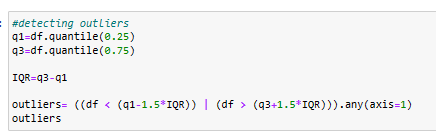 #detecting outliers
q1=df.quantile(0.25)
q3=df.quantile(0.75)
IQR=q3-q1
outliers= ((df < (q1-1.5*IQR)) | (df > (q3+1.5*IQR))).any(axis=1)
outliers